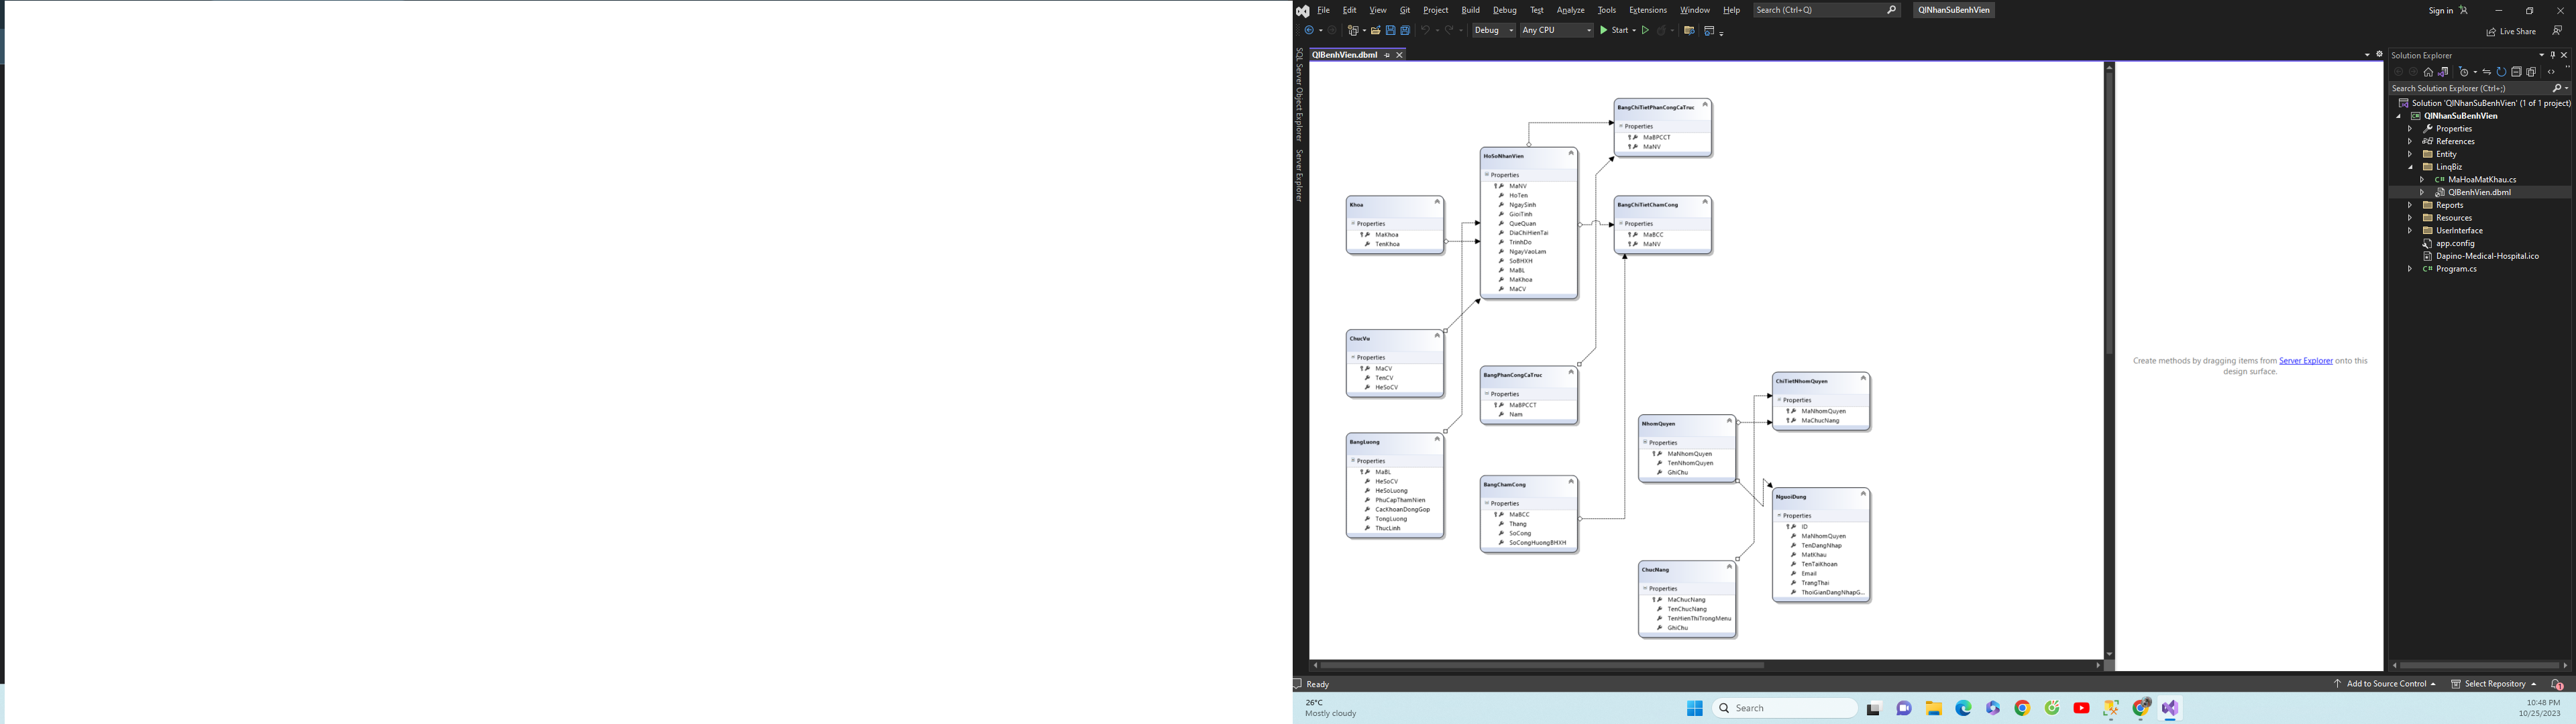 File Edit View Git Project Build Debug Test Analyze Tools Extensions Window Help Search (Ctrl+Q) QlNhanSuBenhVien Sign in
Debug Any CPU Start Live Share
SQL Server Object Explorer
Server Explorer
QlBenhVien.dbml
BangChiTietPhanCongCaTruc
Properties
MaBPCCT
MaNV
HoSoNhanVien
Properties
MaNV
HoTen
NgaySinh
GioiTinh
QueQuan
DiaChiHienTai
TrinhDo
NgayVaoLam
SoBHXH
MaBL
MaKhoa
MaCV
Khoa
Properties
MaKhoa
TenKhoa
BangChiTietChamCong
Properties
MaBCC
MaNV
ChucVu
Properties
MaCV
TenCV
HeSoCV
BangPhanCongCaTruc
Properties
MaBPCCT
Nam
BangLuong
Properties
MaBL
HeSoCV
HeSoLuong
PhuCapThamNien
CacKhoanDongGop
TongLuong
ThucLinh
BangChamCong
Properties
MaBCC
Thang
SoCong
SoCongHuongBHXH
ChiTietNhomQuyen
Properties
MaNhomQuyen
MaChucNang
NhomQuyen
Properties
MaNhomQuyen
TenNhomQuyen
GhiChu
NguoiDung
Properties
ID
MaNhomQuyen
TenDangNhap
MatKhau
TenTaiKhoan
Email
TrangThai
ThoiGianDangNhapG...
ChucNang
Properties
MaChucNang
TenChucNang
TenHienThiTrongMenu
GhiChu
Create methods by dragging items from Server Explorer onto this
design surface.
Solution Explorer
Search Solution Explorer (Ctrl+;)
Solution 'QlNhanSuBenhVien' (1 of 1 project)
QlNhanSuBenhVien
Properties
References
Entity
LinqBiz
C# MaHoaMatKhau.cs
QlBenhVien.dbml
Reports
Resources
UserInterface
app.config
Dapino-Medical-Hospital.ico
C# Program.cs
Ready Add to Source Control Select Repository 1
26°C
Mostly cloudy
Search
10:48 PM
10/25/2023